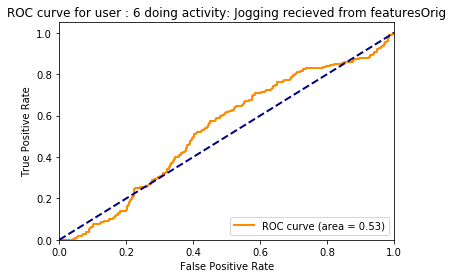 ROC curve for user : 6 doing activity: Jogging recieved from featuresOrig
1.0
0.8
0.6
0.4
0.2
0.0
True Positive Rate
ROC curve (area = 0.53)
0.0 0.2 0.4 0.6 0.8 1.0
False Positive Rate